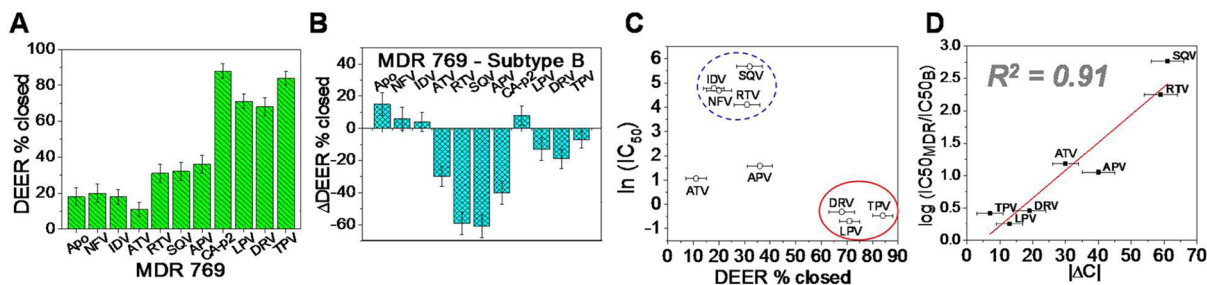 A
DEER % closed
100
80
60
40
20
0
Apo NFV IDV ATV RTV SQV APV CA-p2 LPV DRV TPV
MDR 769
B
ΔDEER % closed
40
20
0
-20
-40
-60
MDR 769 - Subtype B
Apo NFV IDV ATV RTV SQV APV CA-p2 LPV DRV TPV
C
ln (IC50)
6
5
4
3
2
1
0
-1
IDV
NFV
SQV
RTV
ATV
APV
DRV
LPV
TPV
0 10 20 30 40 50 60 70 80 90
DEER % closed
D
log (IC50MDR/IC50B)
3.0
2.5
2.0
1.5
1.0
0.5
0.0
R² = 0.91
SQV
RTV
ATV
APV
TPV
DRV
LPV
0 10 20 30 40 50 60 70
|ΔC|